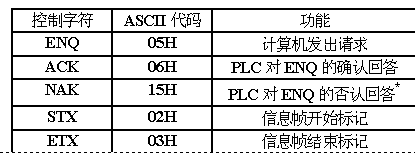 控制字符 ASCII 代码 功能
ENQ 05H 计算机发出请求
ACK 06H PLC 对 ENQ 的确认回答
NAK 15H PLC 对 ENQ 的否认回答*
STX 02H 信息帧开始标记
ETX 03H 信息帧结束标记